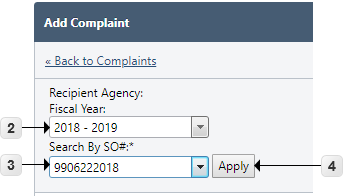 Add Complaint
« Back to Complaints
Recipient Agency:
Fiscal Year:
2 2018 - 2019
Search By SO#:*
3 9906222018 Apply 4